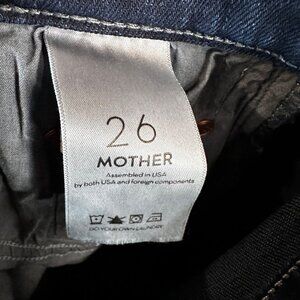 26
MOTHER
Assembled in USA
by both USA and foreign components
DO YOUR OWN LAUNDRY